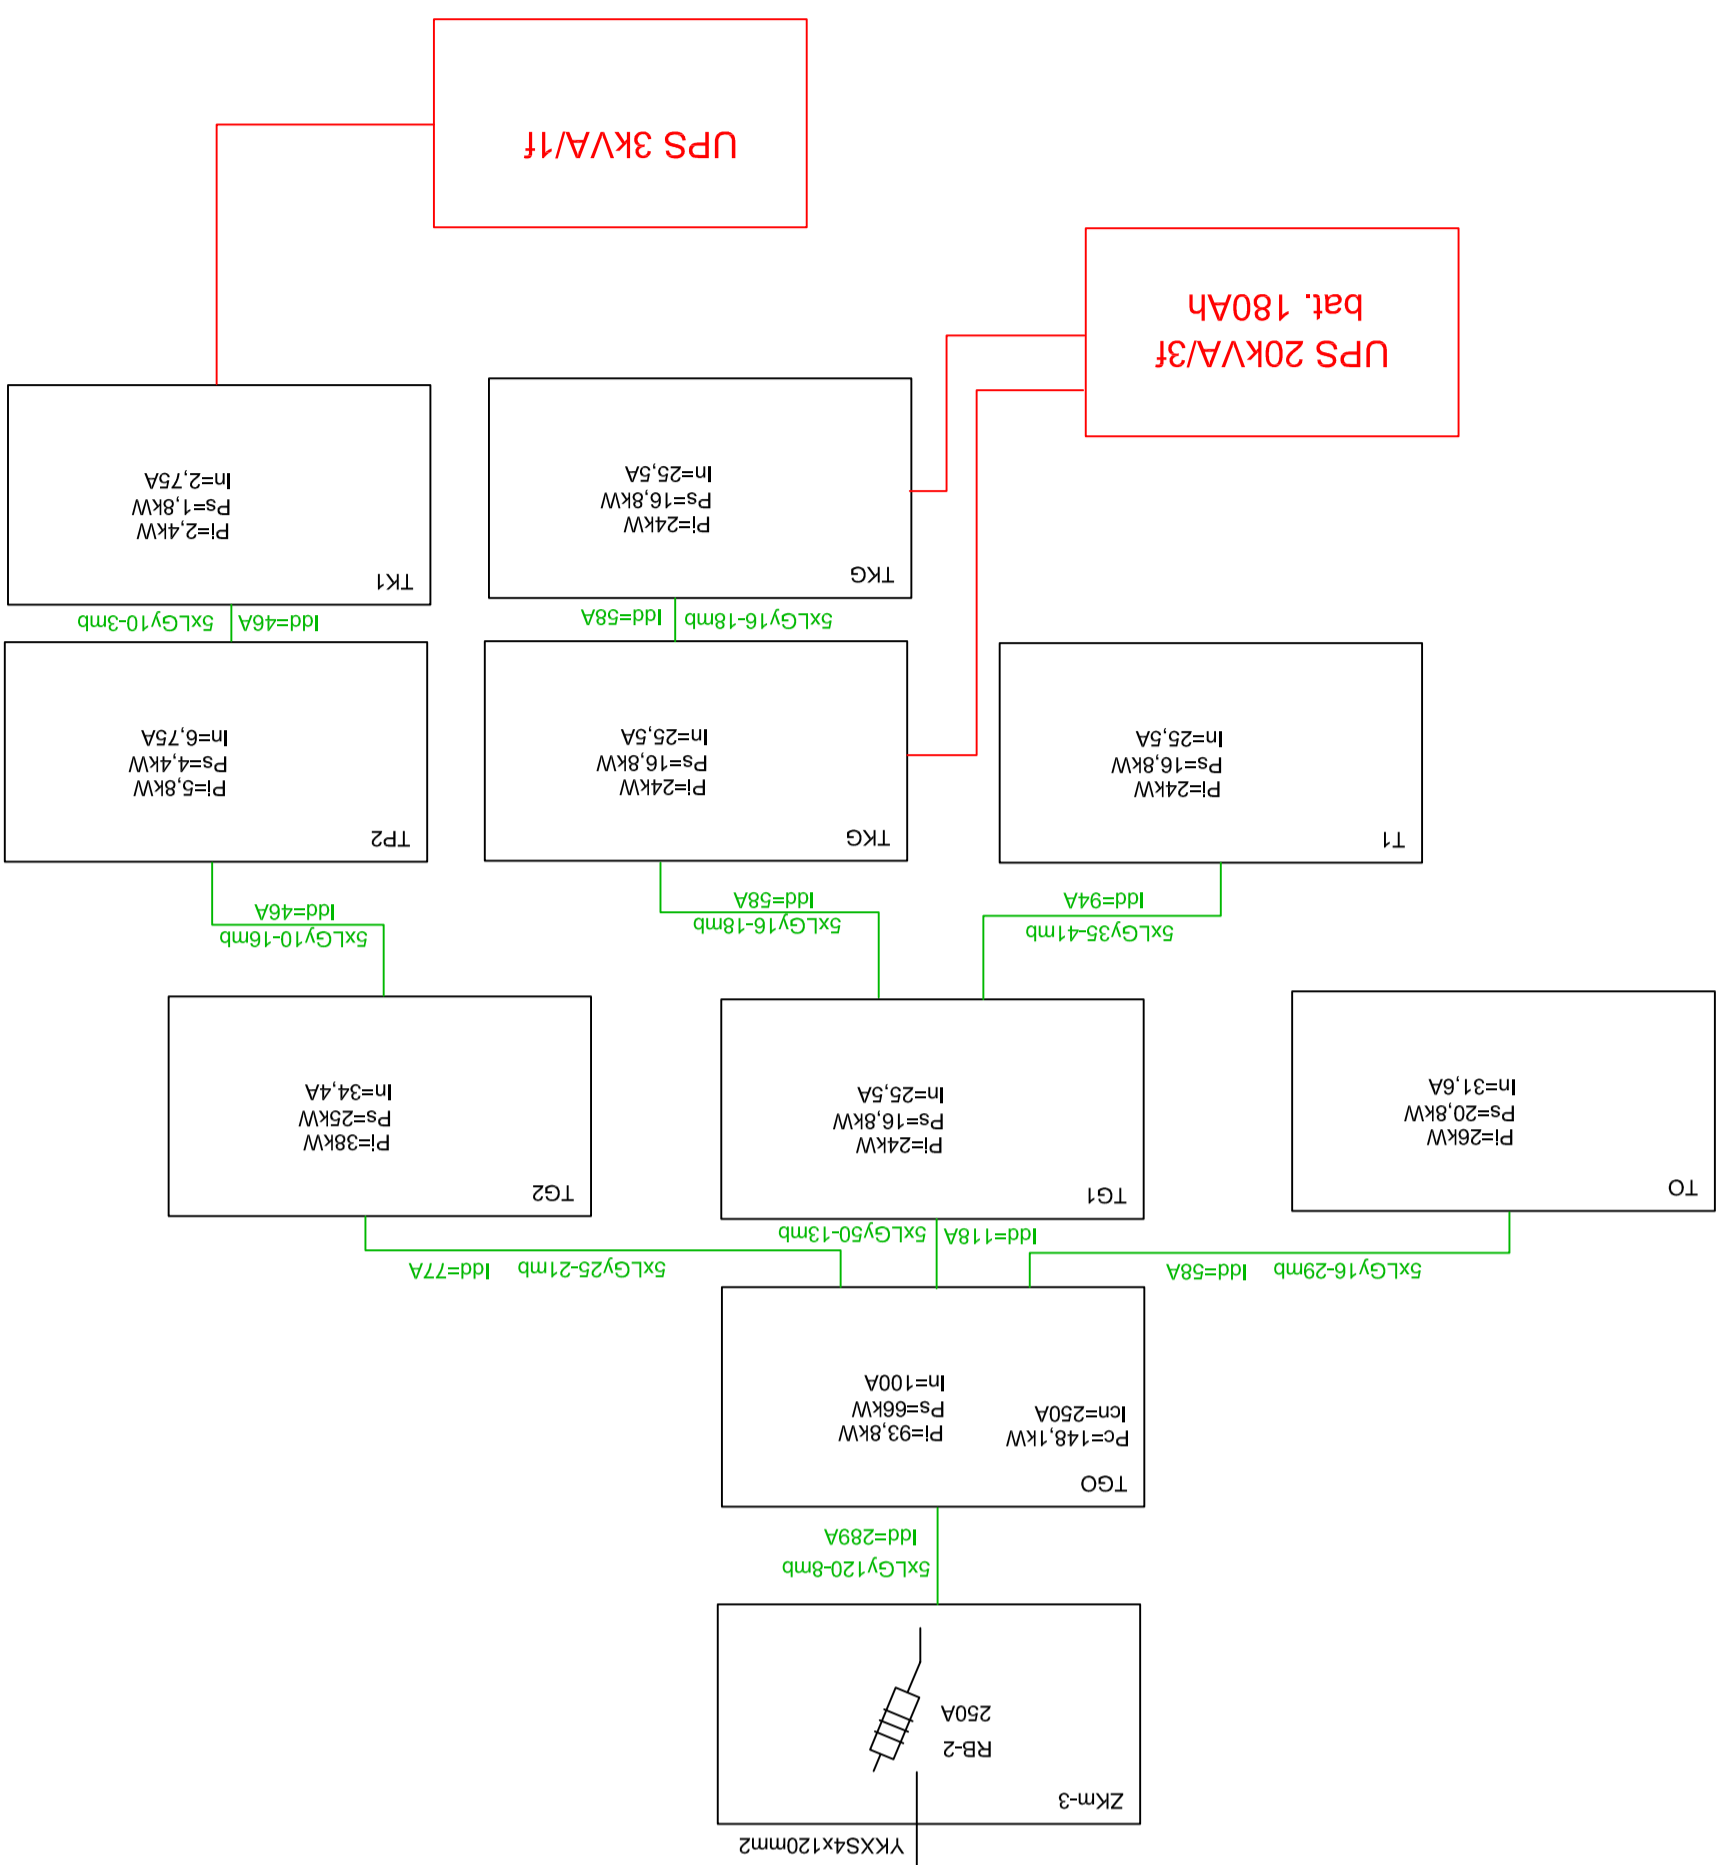 YKXS4x120mm2
ZKm-3
RB-2
250A
5xLGy120-8mb
Idd=289A
TGO
Pc=148,1kW
Icn=250A
Pi=93,8kW
Ps=66kW
In=100A
5xLGy16-29mb
Idd=58A
Idd=118A
5xLGy50-13mb
5xLGy25-21mb
Idd=77A
TO
Pi=26kW
Ps=20,8kW
In=31,6A
TG1
Pi=24kW
Ps=16,8kW
In=25,5A
TG2
Pi=38kW
Ps=25kW
In=34,4A
5xLGy35-41mb
Idd=94A
5xLGy16-18mb
Idd=58A
5xLGy10-16mb
Idd=46A
T1
Pi=24kW
Ps=16,8kW
In=25,5A
TKG
Pi=24kW
Ps=16,8kW
In=25,5A
TP2
Pi=5,8kW
Ps=4,4kW
In=6,75A
5xLGy16-18mb
Idd=58A
Idd=46A
5xLGy10-3mb
TKG
Pi=24kW
Ps=16,8kW
In=25,5A
TK1
Pi=2,4kW
Ps=1,8kW
In=2,75A
UPS 20kVA/3f
bat. 180Ah
UPS 3kVA/1f